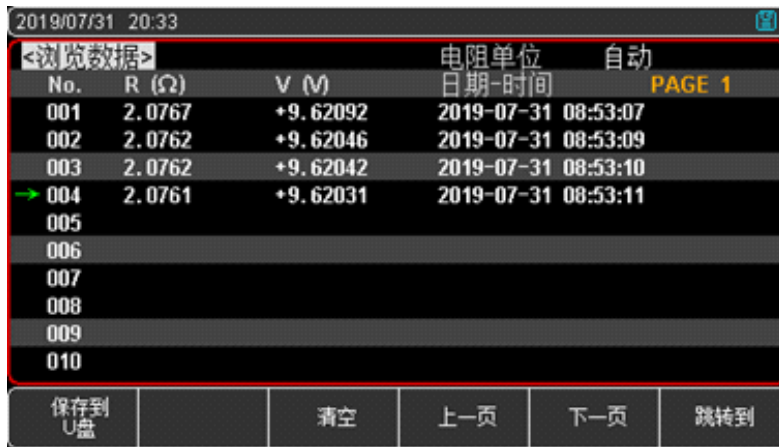 2019/07/31 20:33
<浏览数据> 电阻单位 自动
No. R (Ω) V (V) 日期-时间 PAGE 1
001 2.0767 +9.62092 2019-07-31 08:53:07
002 2.0762 +9.62046 2019-07-31 08:53:09
003 2.0762 +9.62042 2019-07-31 08:53:10
→ 004 2.0761 +9.62031 2019-07-31 08:53:11
005
006
007
008
009
010
保存到
U盘 清空 上一页 下一页 跳转到